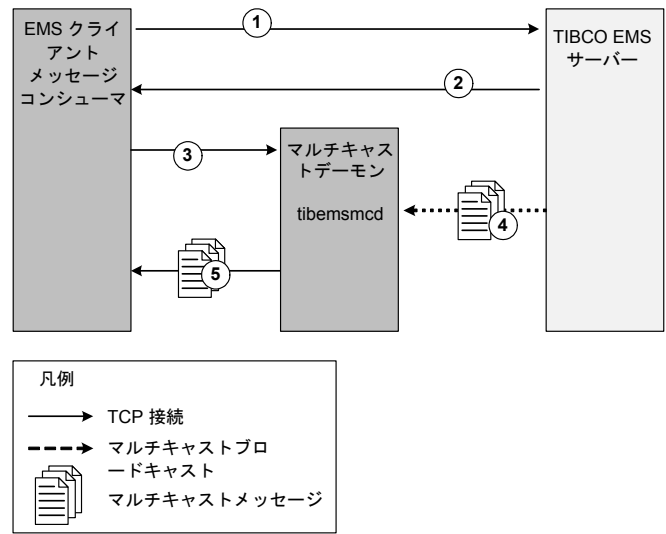 EMS クライ
アント
メッセージ
コンシューマ
1
TIBCO EMS
サーバー
2
3
マルチキャス
トデーモン
tibemsmcd
4
5
凡例
TCP 接続
マルチキャストブロ
ードキャスト
マルチキャストメッセージ